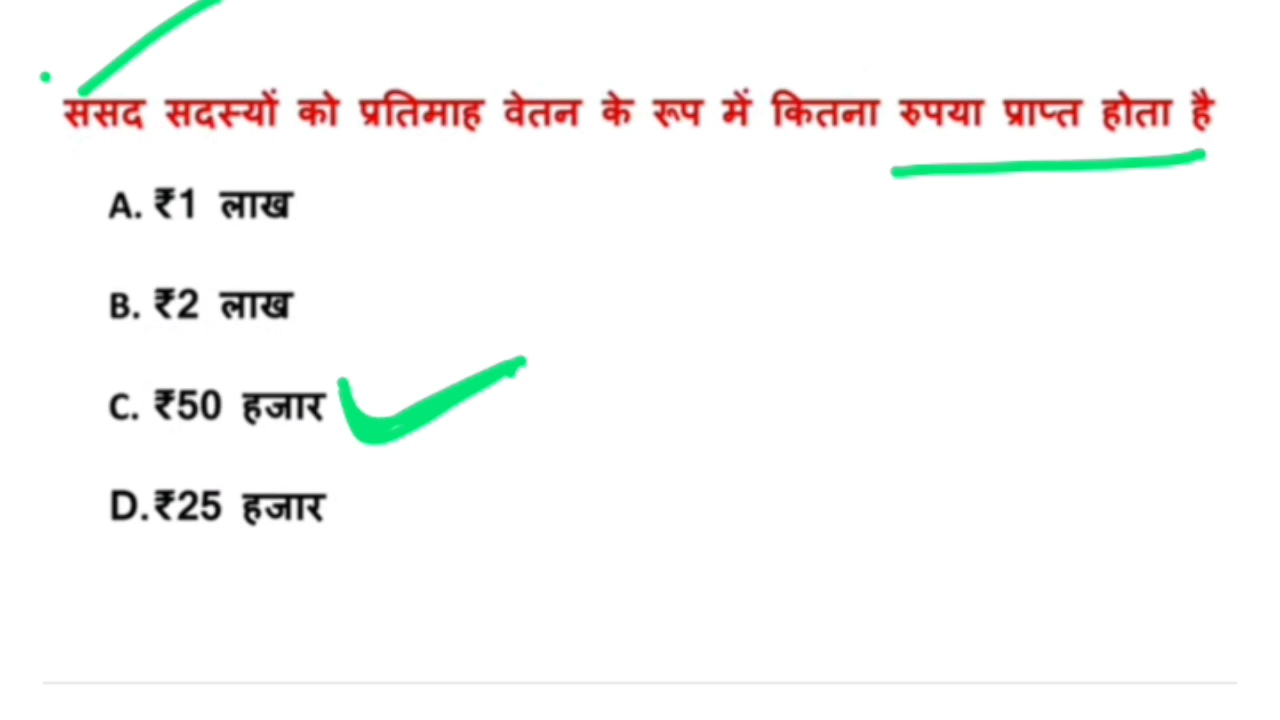 संसद सदस्यों को प्रतिमाह वेतन के रूप में कितना रुपया प्राप्त होता है
A. ₹1 लाख
B. ₹2 लाख
C. ₹50 हजार
D.₹25 हजार